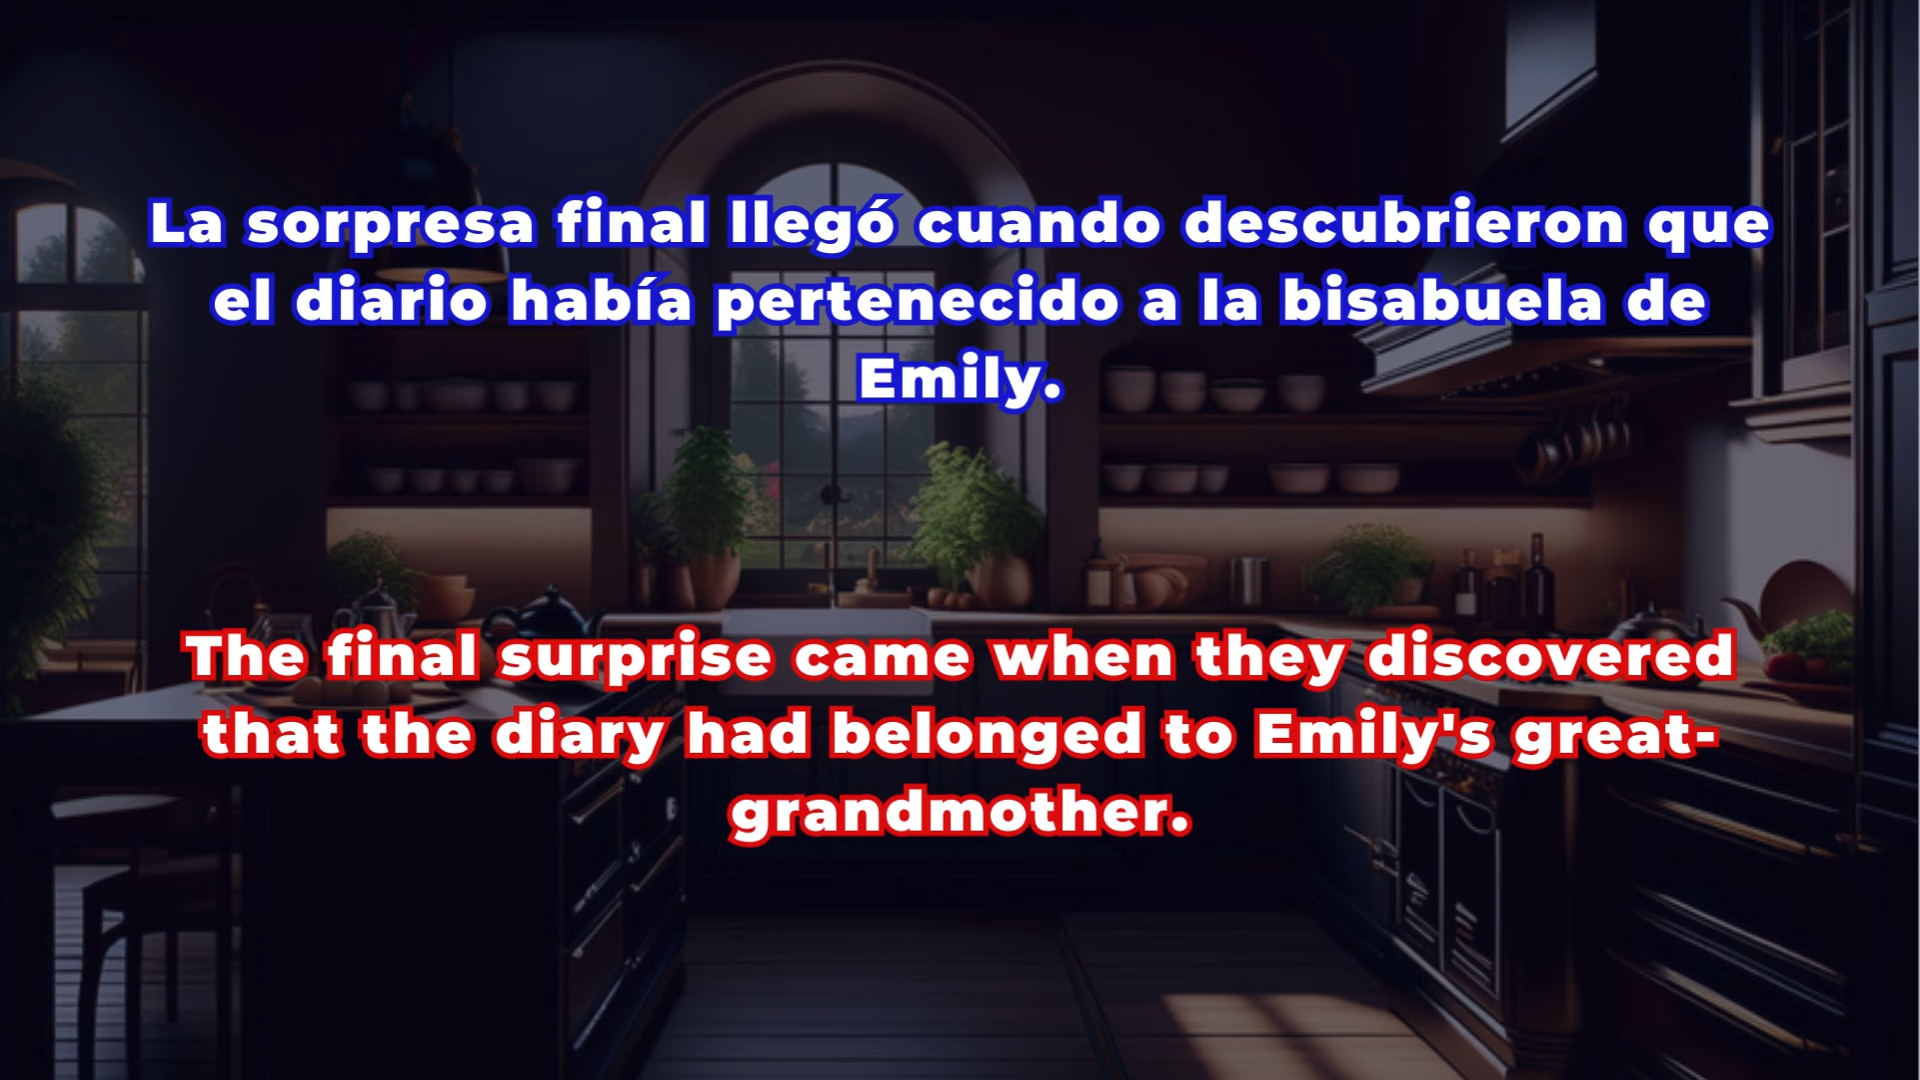 La sorpresa final llegó cuando descubrieron que
el diario había pertenecido a la bisabuela de
Emily.
The final surprise came when they discovered
that the diary had belonged to Emily's great-
grandmother.